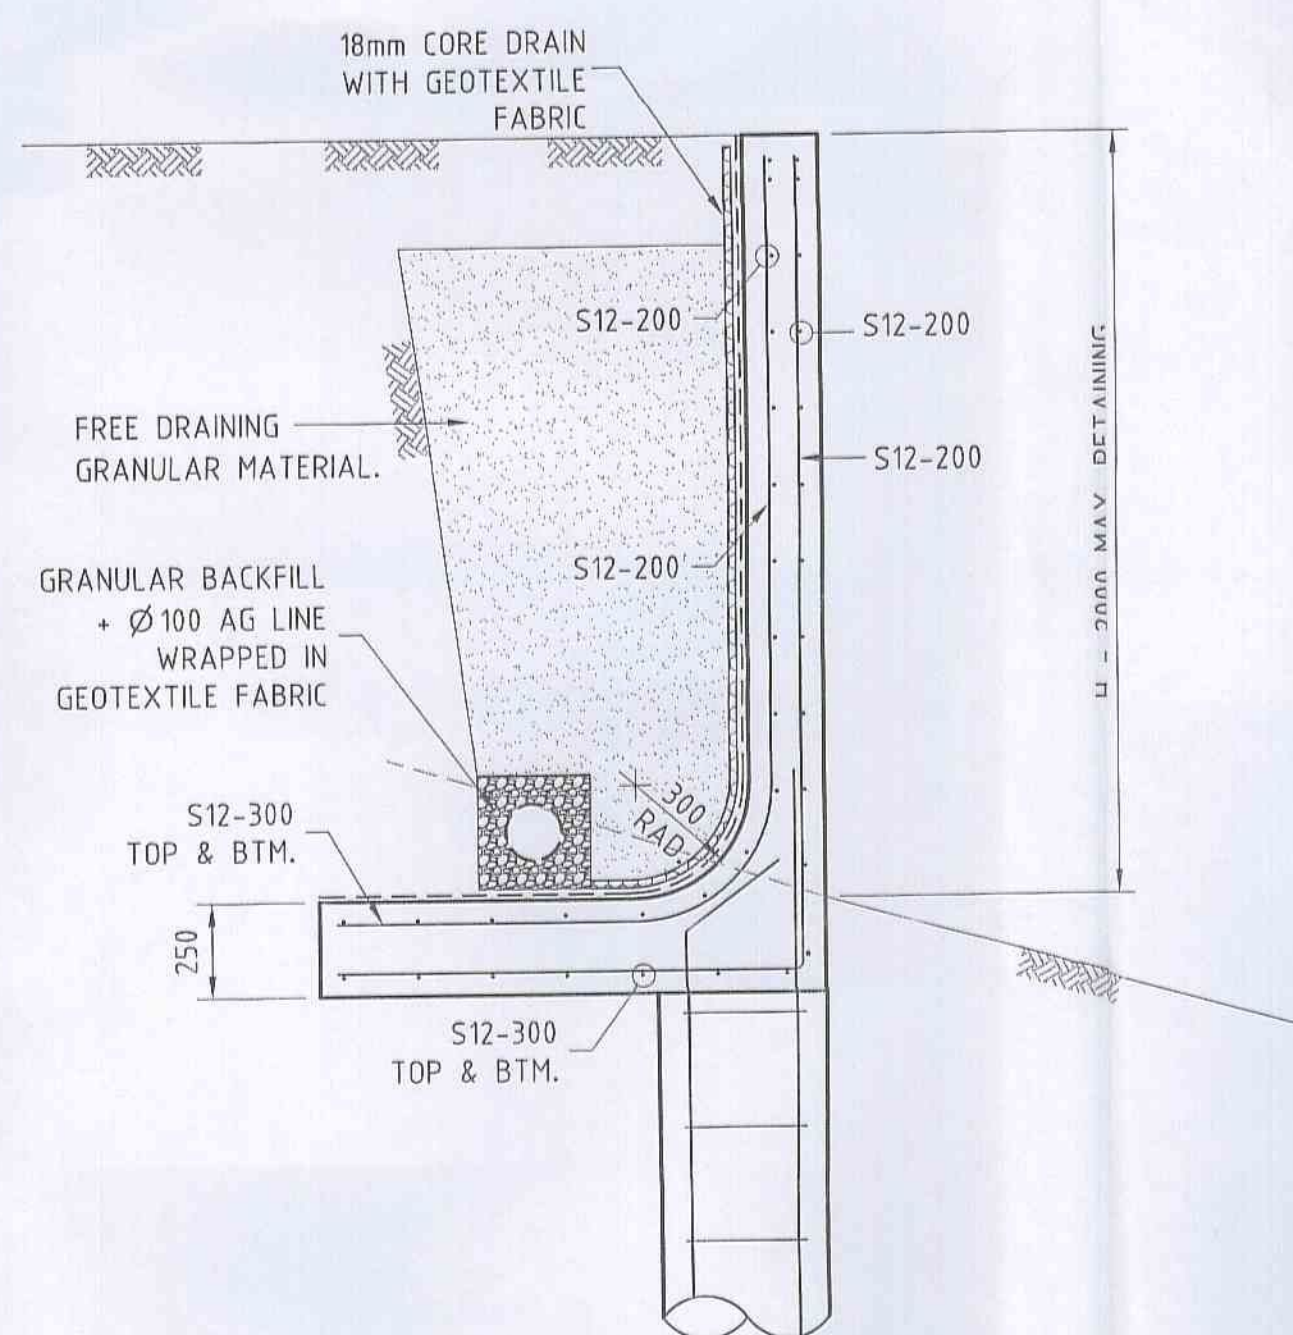 18mm CORE DRAIN
WITH GEOTEXTILE
FABRIC
S12-200
S12-200
FREE DRAINING
GRANULAR MATERIAL.
S12-200
S12-200
GRANULAR BACKFILL
+ Ø100 AG LINE
WRAPPED IN
GEOTEXTILE FABRIC
300
RAD.
S12-300
TOP & BTM.
250
S12-300
TOP & BTM.
MAX.